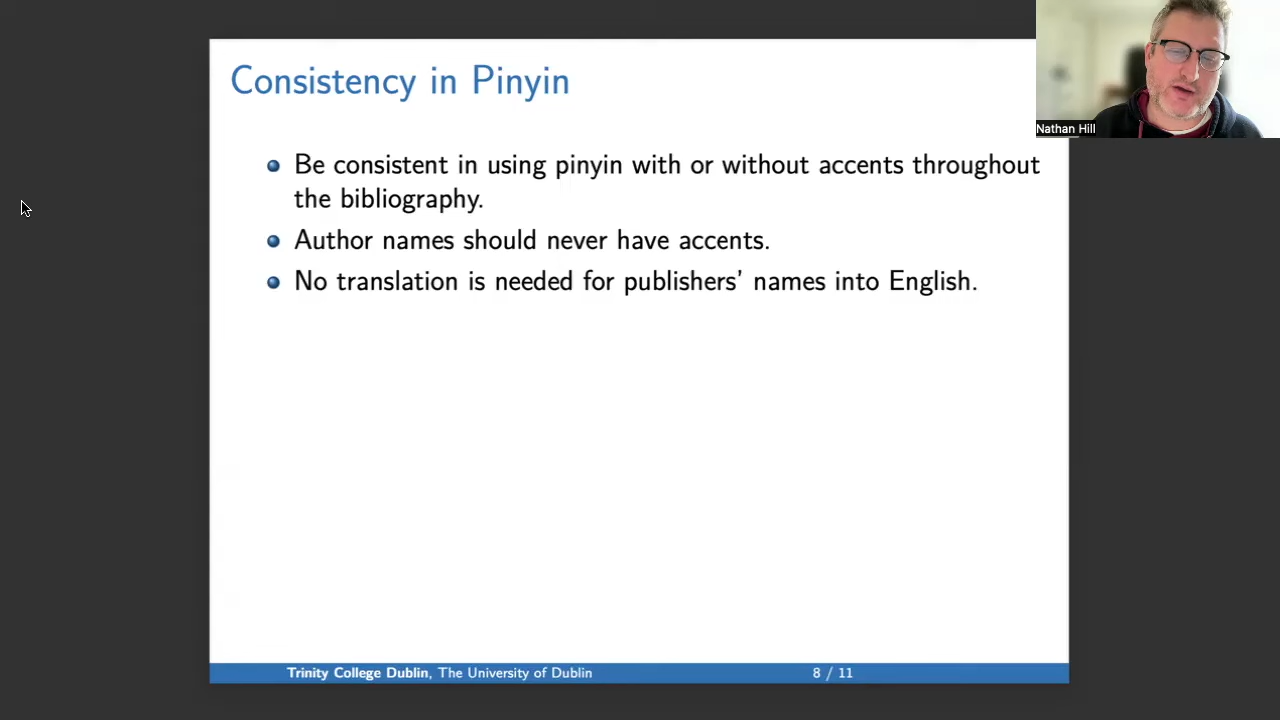 Consistency in Pinyin
Nathan Hill
Be consistent in using pinyin with or without accents throughout
the bibliography.
Author names should never have accents.
No translation is needed for publishers' names into English.
Trinity College Dublin, The University of Dublin 8 / 11